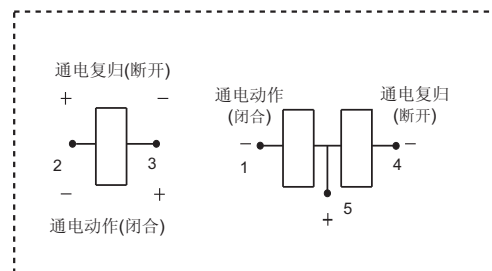 通电复归(断开)
+ −
2 3
− +
通电动作(闭合)
通电动作
(闭合)
通电复归
(断开)
− −
1 4
+ 5